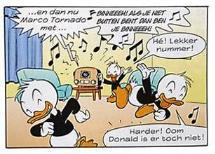 ...en dan nu
Marco Tornado
met ...
BINNEEEH! ALS JE NIET
BUITEN BENT DAN BEN
JE BINNEEEH!
Hé! Lekker
nummer!
Harder! Oom
Donald is er toch niet!